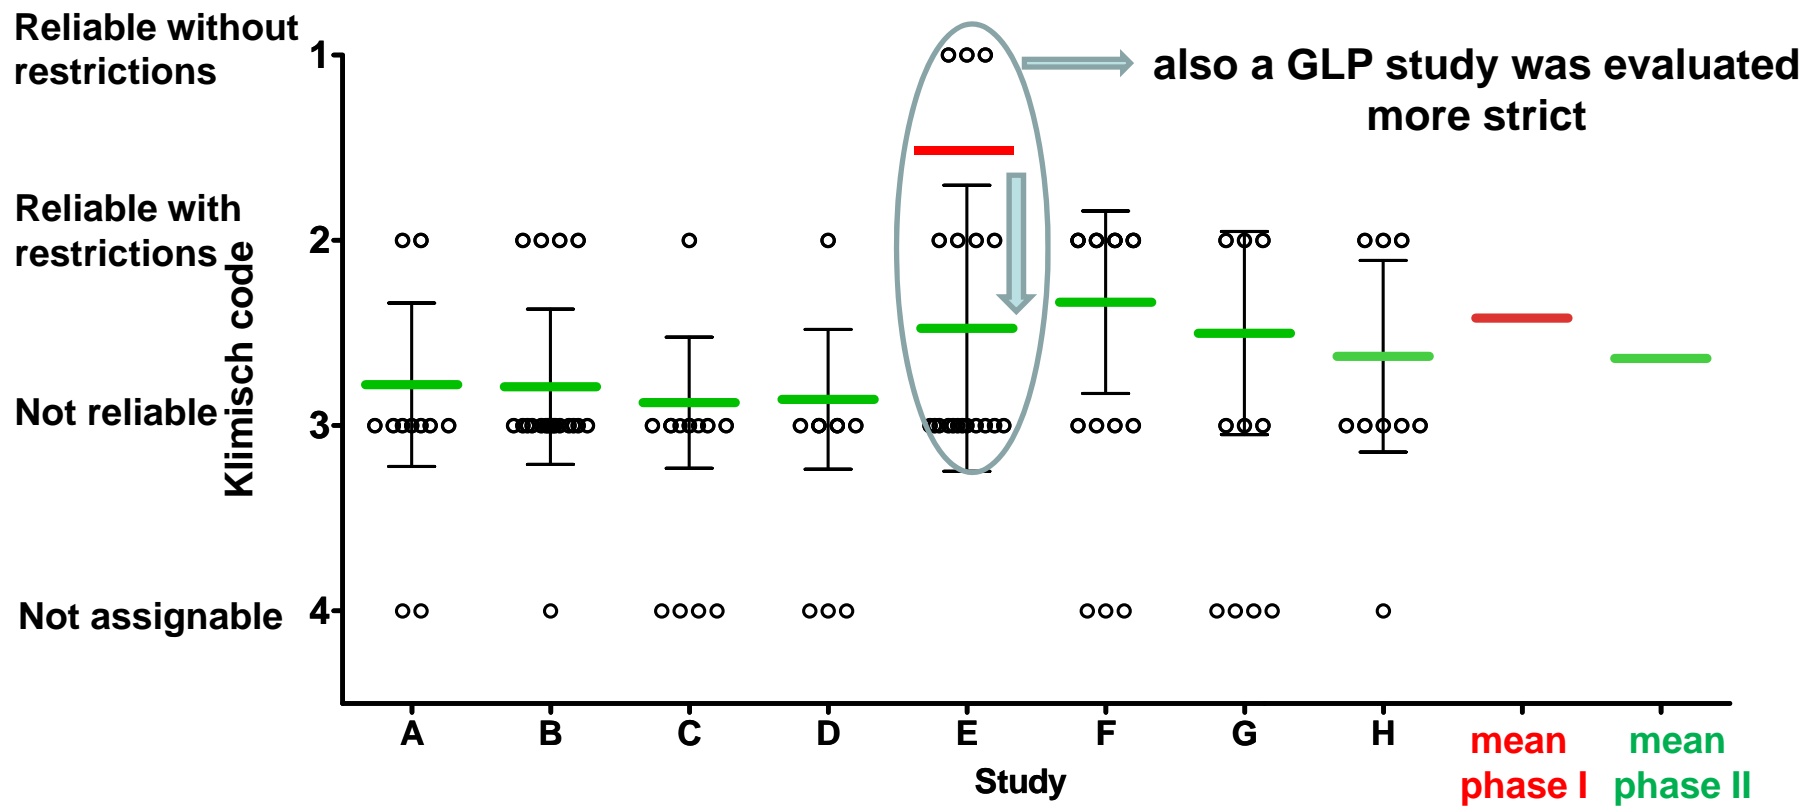 Reliable without
restrictions
1
also a GLP study was evaluated
more strict
Reliable with
restrictions
2
Klimisch code
Not reliable
3
Not assignable
4
A B C D E F G H
mean
phase I
mean
phase II
Study